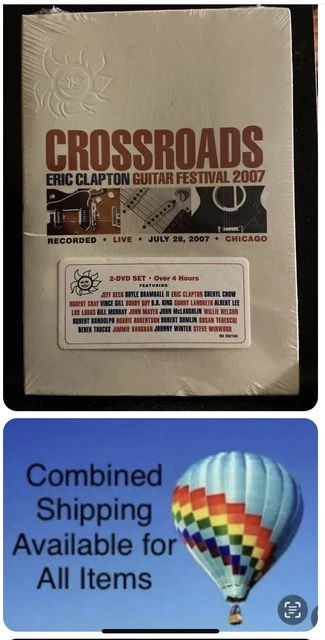 CROSSROADS
ERIC CLAPTON GUITAR FESTIVAL 2007
RECORDED • LIVE • JULY 28, 2007 • CHICAGO
2-DVD SET • Over 4 Hours
FEATURING
JEFF BECK DOYLE BRAMHALL II ERIC CLAPTON SHERYL CROW
ROBERT CRAY VINCE GILL BUDDY GUY B.B. KING SONNY LANDRETH ALBERT LEE
LOS LOBOS BILL MURRAY JOHN MAYER JOHN McLAUGHLIN WILLIE NELSON
ROBERT RANDOLPH ROBBIE ROBERTSON HUBERT SUMLIN SUSAN TEDESCHI
DEREK TRUCKS JIMMIE VAUGHAN JOHNNY WINTER STEVE WINWOOD
Combined
Shipping
Available for
All Items